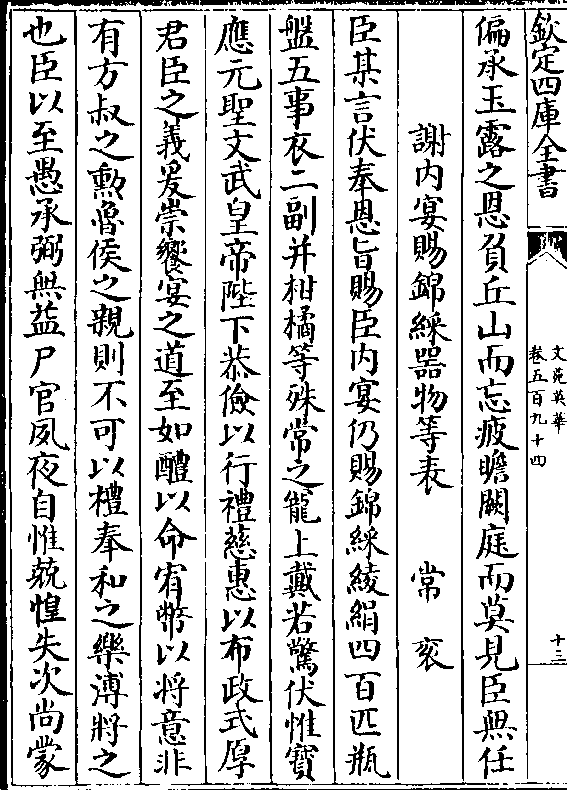 欽定四庫全書
文苑英華
卷五百九十四
十三
偏承玉露之恩負丘山而忘疲瞻闕庭而莫見臣無任
謝内宴賜錦綵器物等表 常袞
臣某言伏奉恩旨賜臣内宴仍賜錦綵綾絹四百匹瓶
盤五事衣二副并柑橘等殊常之寵上戴若驚伏惟寶
應元聖文武皇帝陛下恭儉以行禮慈惠以布政式厚
君臣之義爰崇饗宴之道至如醴以命宥幣以将意非
有方叔之勲魯侯之親則不可以禮奉和之樂溥將之
也臣以至愚承弼無益尸官夙夜自惟兢惶失次尚蒙